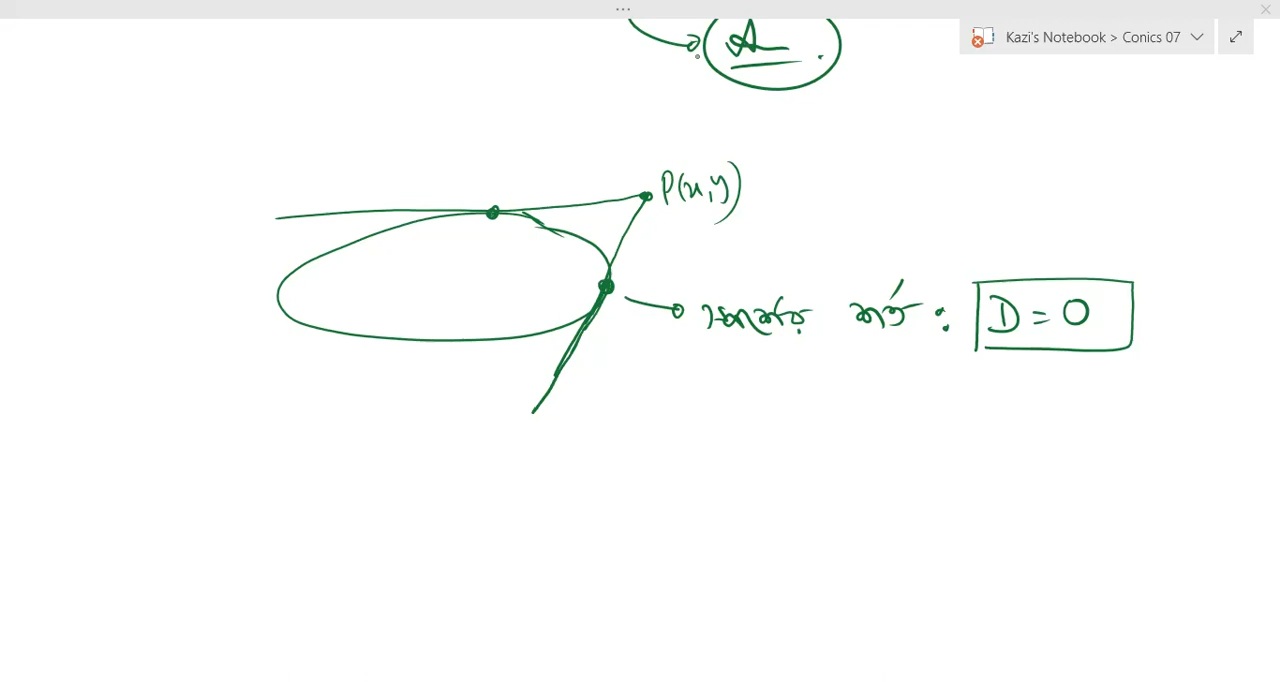 Kazi's Notebook > Conics 07
A
P(x,y)
স্পর্শকের শর্ত : D = 0